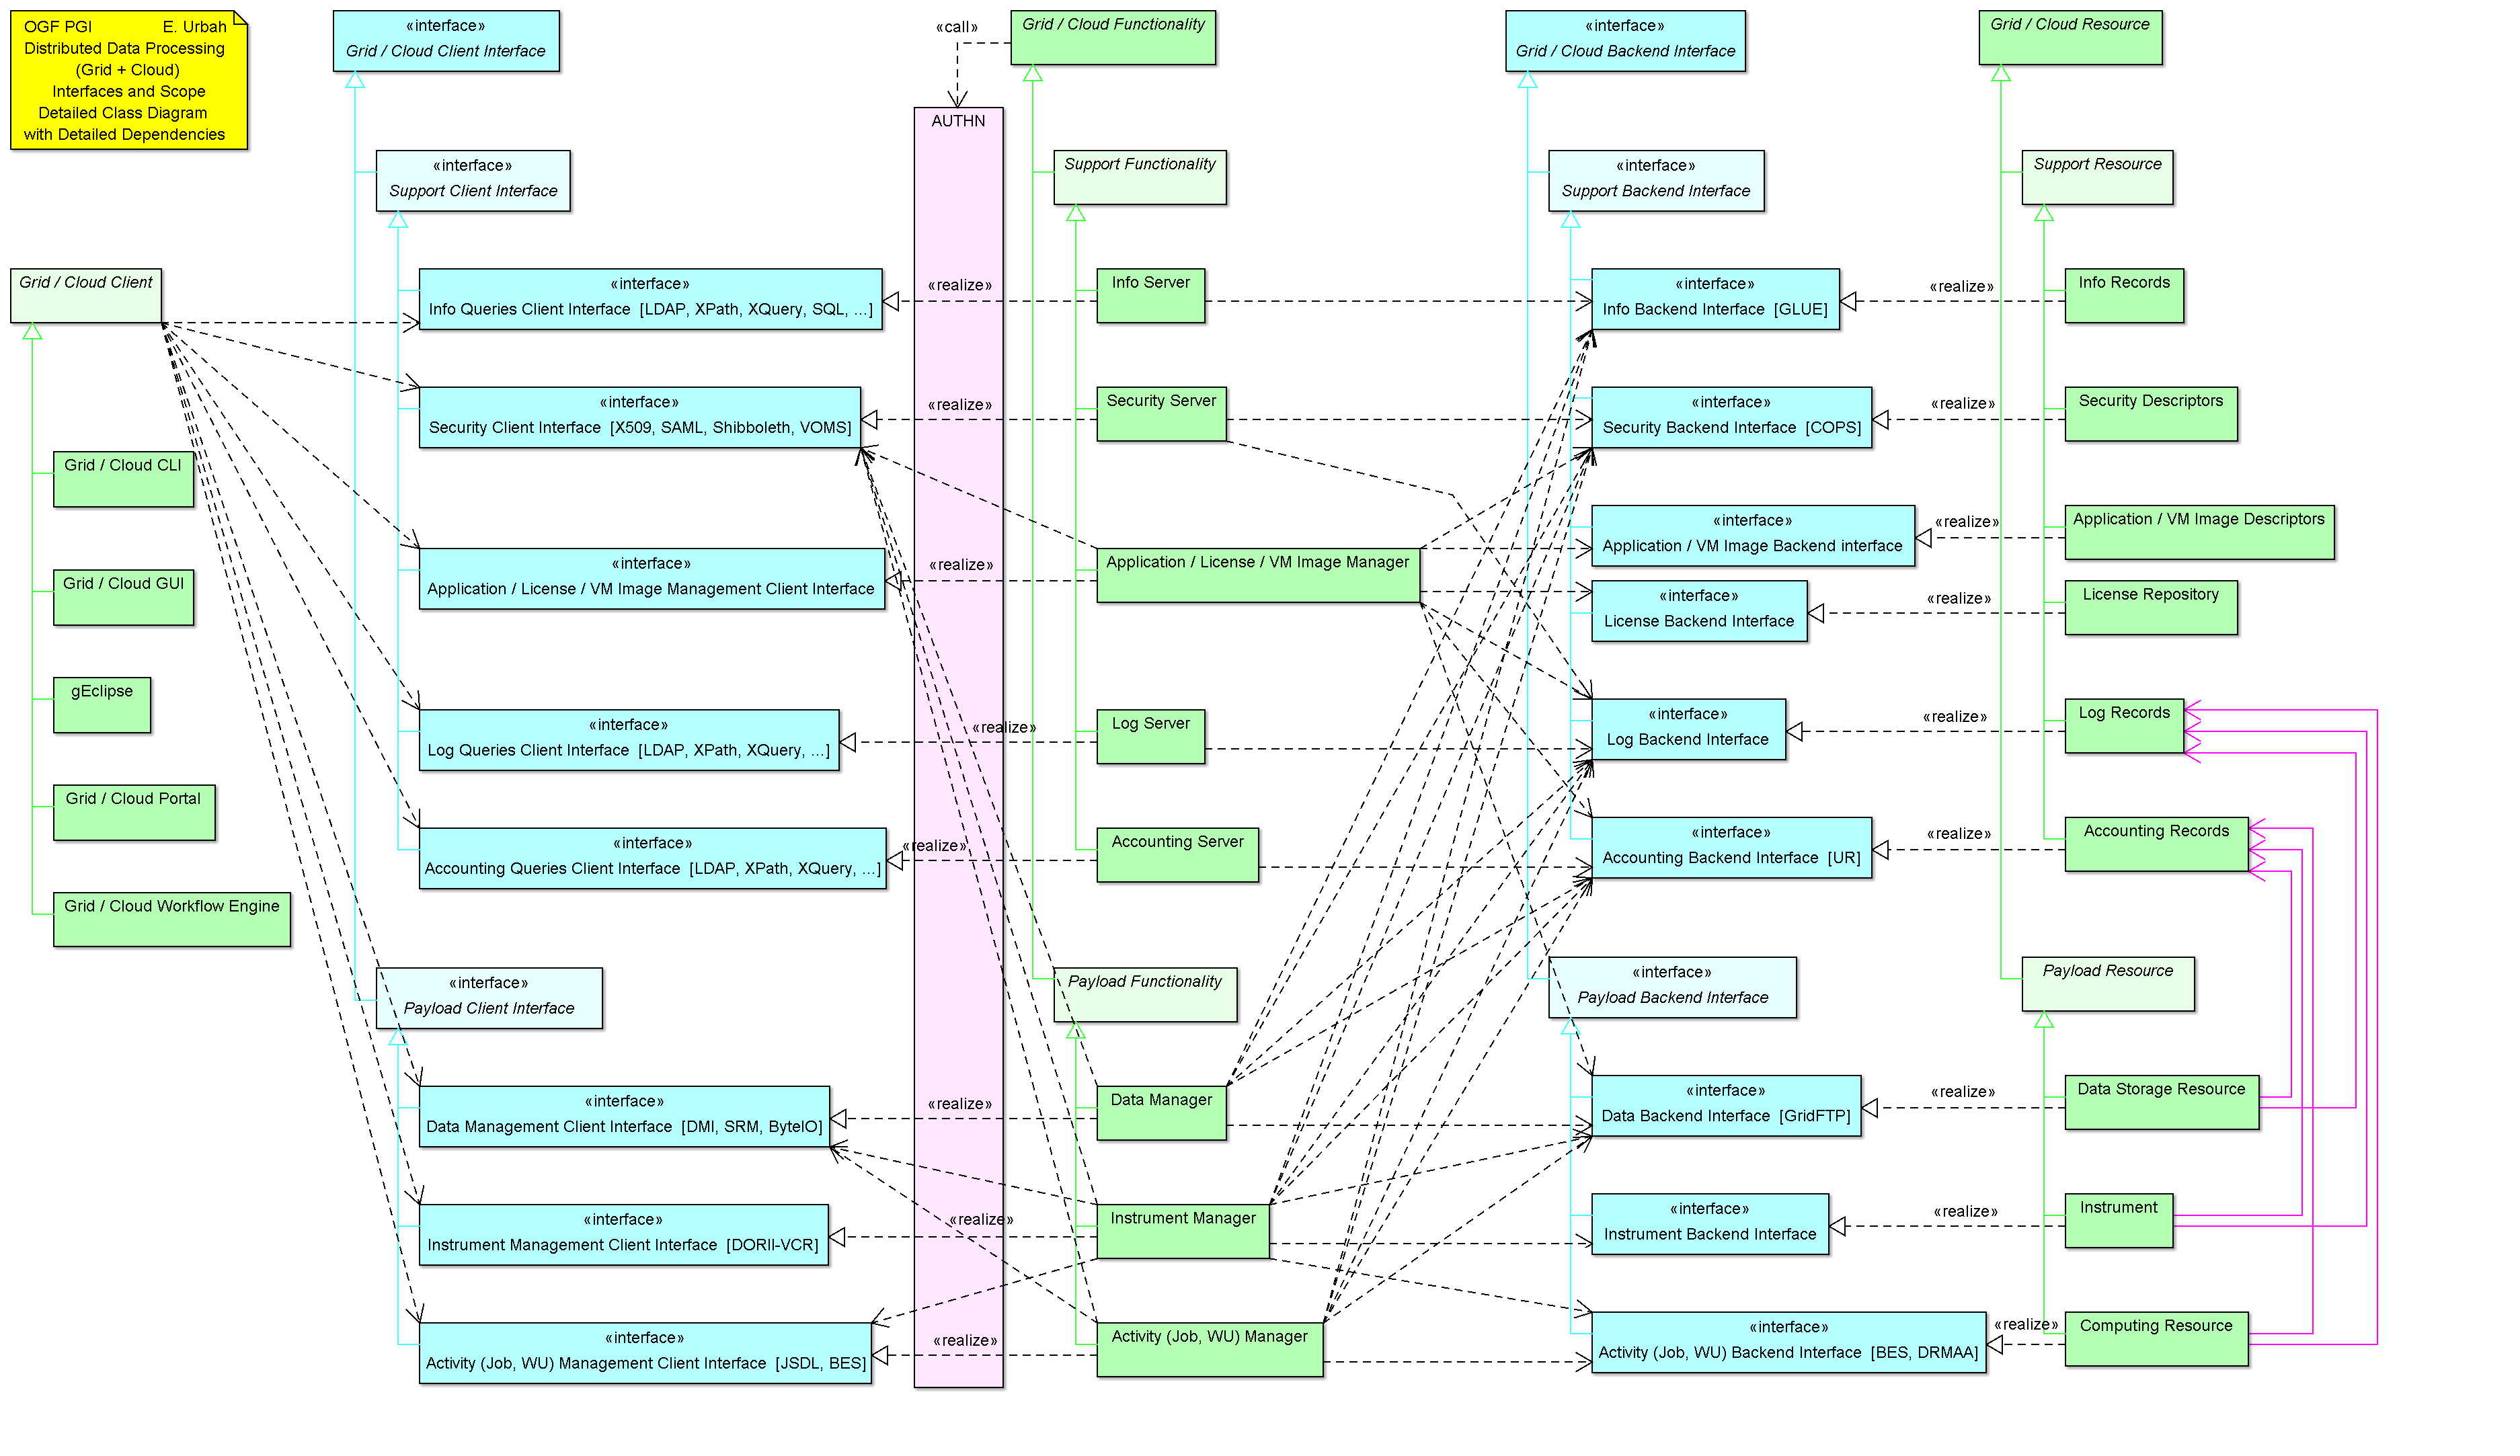 OGF PGI E. Urbah
Distributed Data Processing
(Grid + Cloud)
Interfaces and Scope
Detailed Class Diagram
with Detailed Dependencies
«interface»
Grid / Cloud Client Interface
«call»
Grid / Cloud Functionality
«interface»
Grid / Cloud Backend Interface
Grid / Cloud Resource
AUTHN
«interface»
Support Client Interface
Support Functionality
«interface»
Support Backend Interface
Support Resource
Grid / Cloud Client
«interface»
Info Queries Client Interface [LDAP, XPath, XQuery, SQL, ...]
«realize»
Info Server
«interface»
Info Backend Interface [GLUE]
«realize»
Info Records
«interface»
Security Client Interface [X509, SAML, Shibboleth, VOMS]
«realize»
Security Server
«interface»
Security Backend Interface [COPS]
«realize»
Security Descriptors
Grid / Cloud CLI
«interface»
Application / VM Image Backend interface
«realize»
Application / VM Image Descriptors
Grid / Cloud GUI
«interface»
Application / License / VM Image Management Client Interface
«realize»
Application / License / VM Image Manager
«interface»
License Backend Interface
«realize»
License Repository
gEclipse
«interface»
Log Queries Client Interface [LDAP, XPath, XQuery, ...]
«realize»
Log Server
«interface»
Log Backend Interface
«realize»
Log Records
Grid / Cloud Portal
«interface»
Accounting Queries Client Interface [LDAP, XPath, XQuery, ...]
«realize»
Accounting Server
«interface»
Accounting Backend Interface [UR]
«realize»
Accounting Records
Grid / Cloud Workflow Engine
«interface»
Payload Client Interface
Payload Functionality
«interface»
Payload Backend Interface
Payload Resource
«interface»
Data Management Client Interface [DMI, SRM, ByteIO]
«realize»
Data Manager
«interface»
Data Backend Interface [GridFTP]
«realize»
Data Storage Resource
«interface»
Instrument Management Client Interface [DORII-VCR]
«realize»
Instrument Manager
«interface»
Instrument Backend Interface
«realize»
Instrument
«interface»
Activity (Job, WU) Management Client Interface [JSDL, BES]
«realize»
Activity (Job, WU) Manager
«interface»
Activity (Job, WU) Backend Interface [BES, DRMAA]
«realize»
Computing Resource